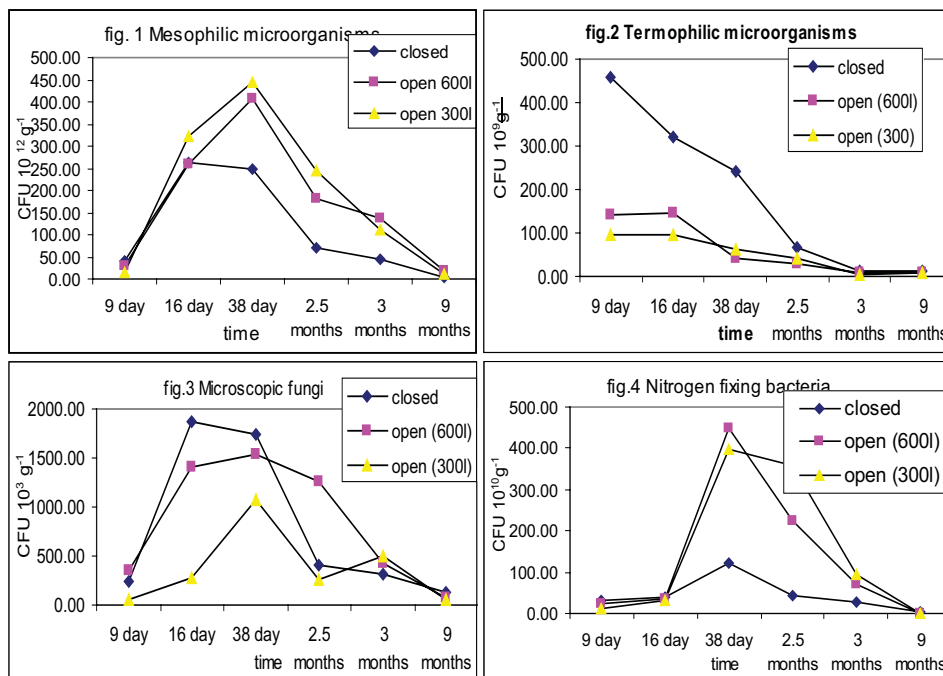 fig. 1 Mesophilic microorganisms
closed
open 600l
open 300l
CFU 10 12 g-1
500.00
450.00
400.00
350.00
300.00
250.00
200.00
150.00
100.00
50.00
0.00
9 day 16 day 38 day 2.5 3 9
time months months months
fig.2 Termophilic microorganisms
closed
open (600l)
open (300)
CFU 10⁹g⁻¹
500.00
400.00
300.00
200.00
100.00
0.00
9 day 16 day 38 day 2.5 3 9
time months months months
fig.3 Microscopic fungi
closed
open (600l)
open (300l)
CFU 10³ g⁻¹
2000.00
1500.00
1000.00
500.00
0.00
9 day 16 day 38 day 2.5 3 9
time months months months
fig.4 Nitrogen fixing bacteria
closed
open (600l)
open (300l)
CFU 10¹⁰g⁻¹
500.00
400.00
300.00
200.00
100.00
0.00
9 day 16 day 38 day 2.5 3 9
time months months months